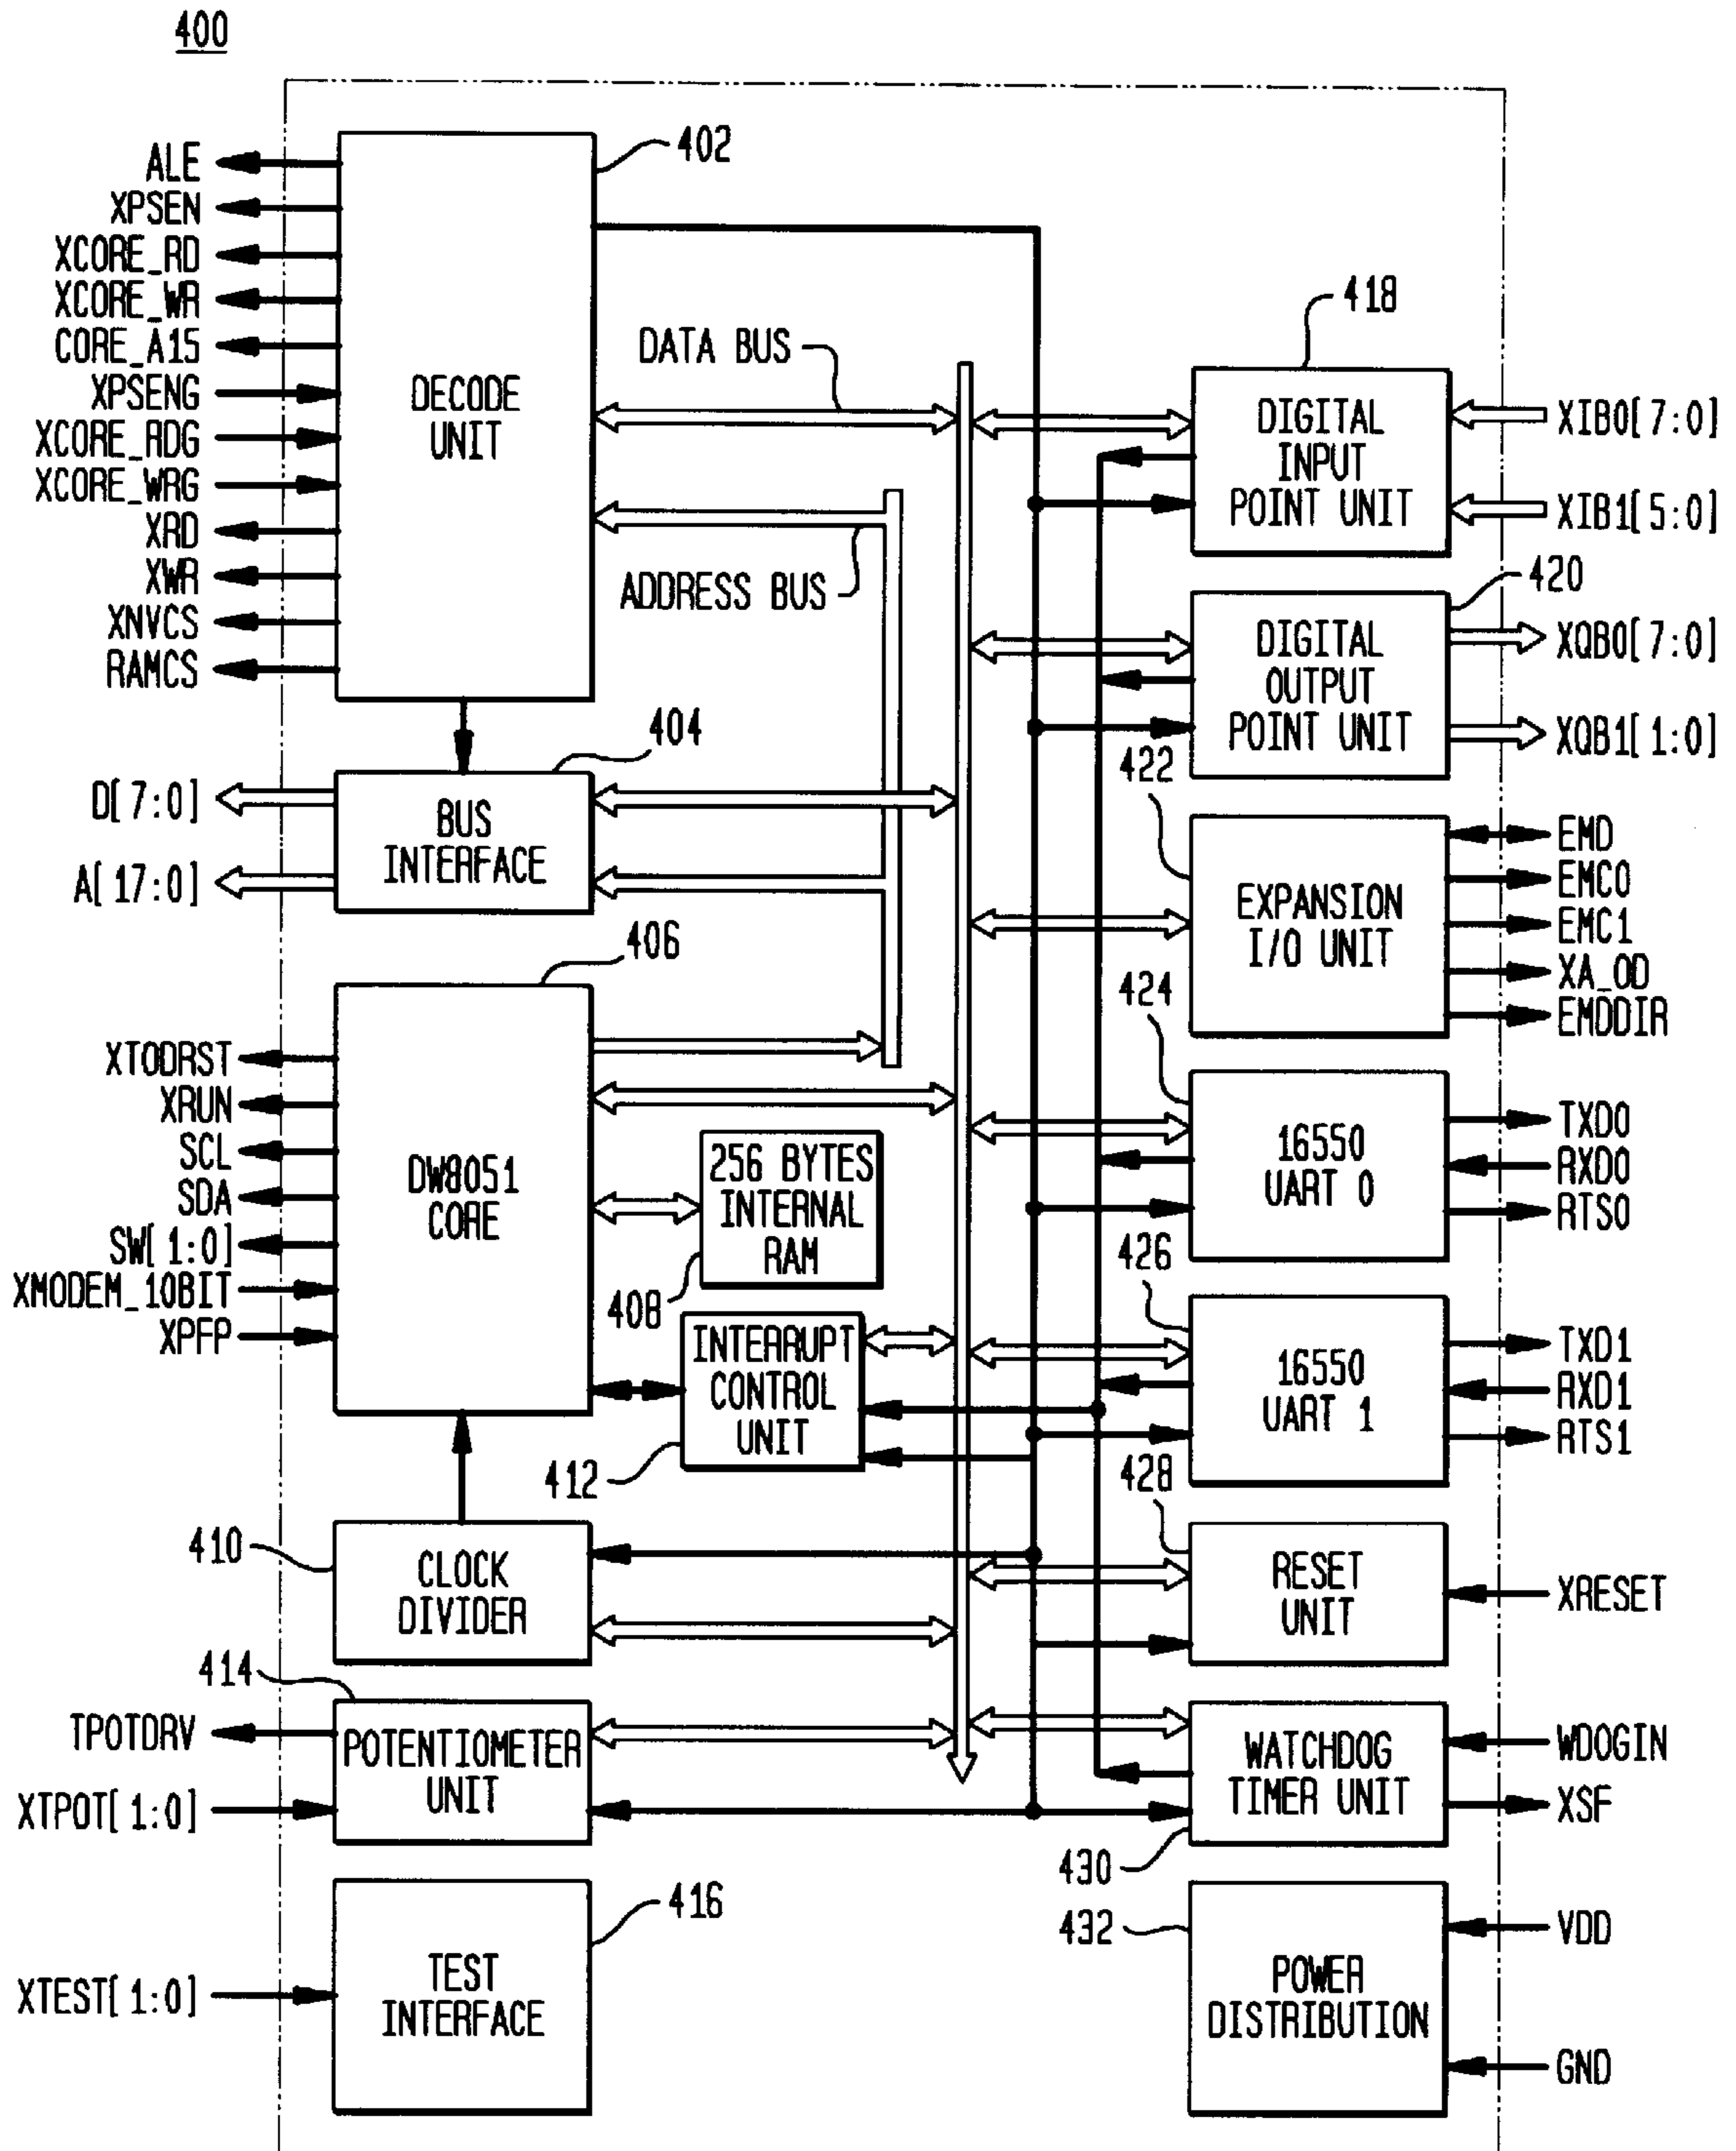 400
402
ALE
XPSEN
XCORE_RD
XCORE_WR
CORE_A15
XPSENG
XCORE_RDG
XCORE_WRG
XRD
XWR
XNVCS
RAMCS
DECODE
UNIT
DATA BUS
ADDRESS BUS
418
DIGITAL
INPUT
POINT UNIT
XIB0[7:0]
XIB1[5:0]
420
DIGITAL
OUTPUT
POINT UNIT
XQB0[7:0]
XQB1[1:0]
404
D[7:0]
A[17:0]
BUS
INTERFACE
422
EXPANSION
I/O UNIT
EMD
EMC0
EMC1
XA_OD
EMDDIR
406
XTODRST
XRUN
SCL
SDA
SW[1:0]
XMODEM_10BIT
XPFP
DW8051
CORE
256 BYTES
INTERNAL
RAM
408
424
16550
UART 0
TXD0
RXD0
RTS0
INTERRUPT
CONTROL
UNIT
412
426
16550
UART 1
TXD1
RXD1
RTS1
410
CLOCK
DIVIDER
428
RESET
UNIT
XRESET
414
TPOTDRV
XTPOT[1:0]
POTENTIOMETER
UNIT
WATCHDOG
TIMER UNIT
WDOGIN
XSF
430
416
XTEST[1:0]
TEST
INTERFACE
432
POWER
DISTRIBUTION
VDD
GND